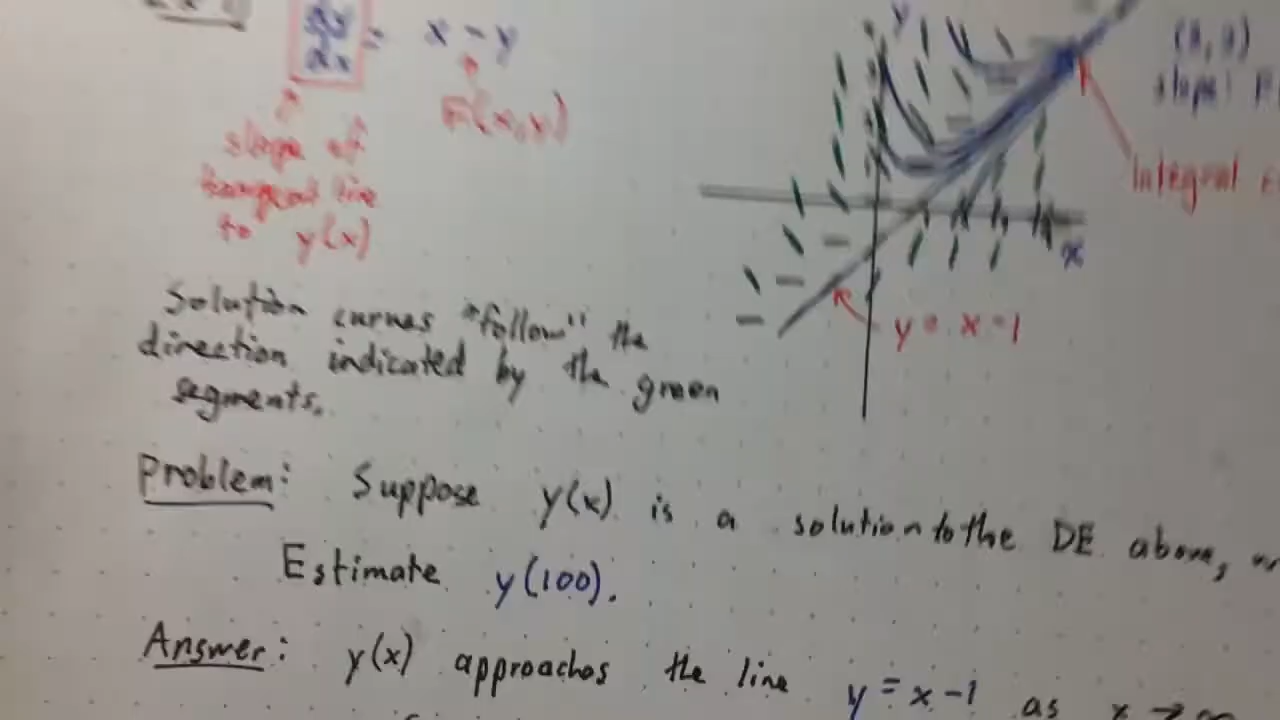 dy/dx = x - y
F(x,y)
slope of
tangent line
to y(x)
y
(a, a)
slope: F
Integral
x
y = x - 1
Solution curves "follow" the
direction indicated by the green
segments.
Problem: Suppose y(x) is a solution to the DE above,
Estimate y(100).
Answer: y(x) approaches the line y = x - 1 as x → ∞